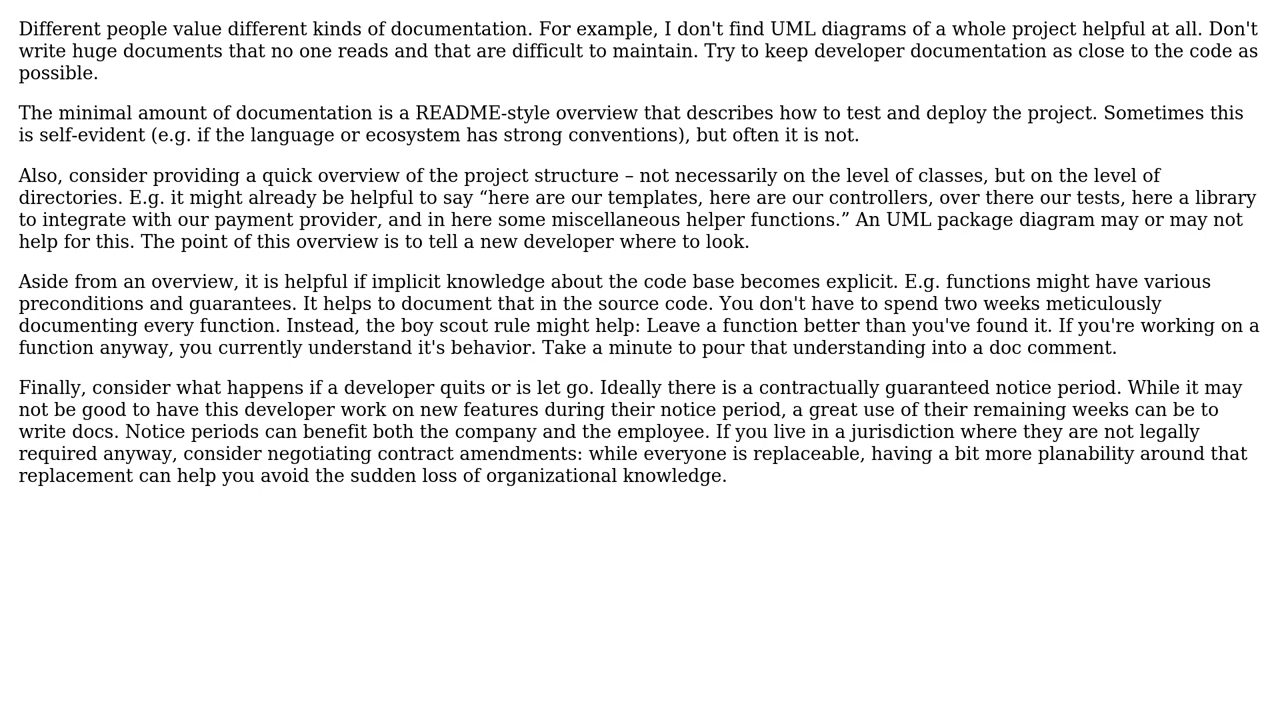 Different people value different kinds of documentation. For example, I don't find UML diagrams of a whole project helpful at all. Don't
write huge documents that no one reads and that are difficult to maintain. Try to keep developer documentation as close to the code as
possible.
The minimal amount of documentation is a README-style overview that describes how to test and deploy the project. Sometimes this
is self-evident (e.g. if the language or ecosystem has strong conventions), but often it is not.
Also, consider providing a quick overview of the project structure – not necessarily on the level of classes, but on the level of
directories. E.g. it might already be helpful to say “here are our templates, here are our controllers, over there our tests, here a library
to integrate with our payment provider, and in here some miscellaneous helper functions.” An UML package diagram may or may not
help for this. The point of this overview is to tell a new developer where to look.
Aside from an overview, it is helpful if implicit knowledge about the code base becomes explicit. E.g. functions might have various
preconditions and guarantees. It helps to document that in the source code. You don't have to spend two weeks meticulously
documenting every function. Instead, the boy scout rule might help: Leave a function better than you've found it. If you're working on a
function anyway, you currently understand it's behavior. Take a minute to pour that understanding into a doc comment.
Finally, consider what happens if a developer quits or is let go. Ideally there is a contractually guaranteed notice period. While it may
not be good to have this developer work on new features during their notice period, a great use of their remaining weeks can be to
write docs. Notice periods can benefit both the company and the employee. If you live in a jurisdiction where they are not legally
required anyway, consider negotiating contract amendments: while everyone is replaceable, having a bit more planability around that
replacement can help you avoid the sudden loss of organizational knowledge.